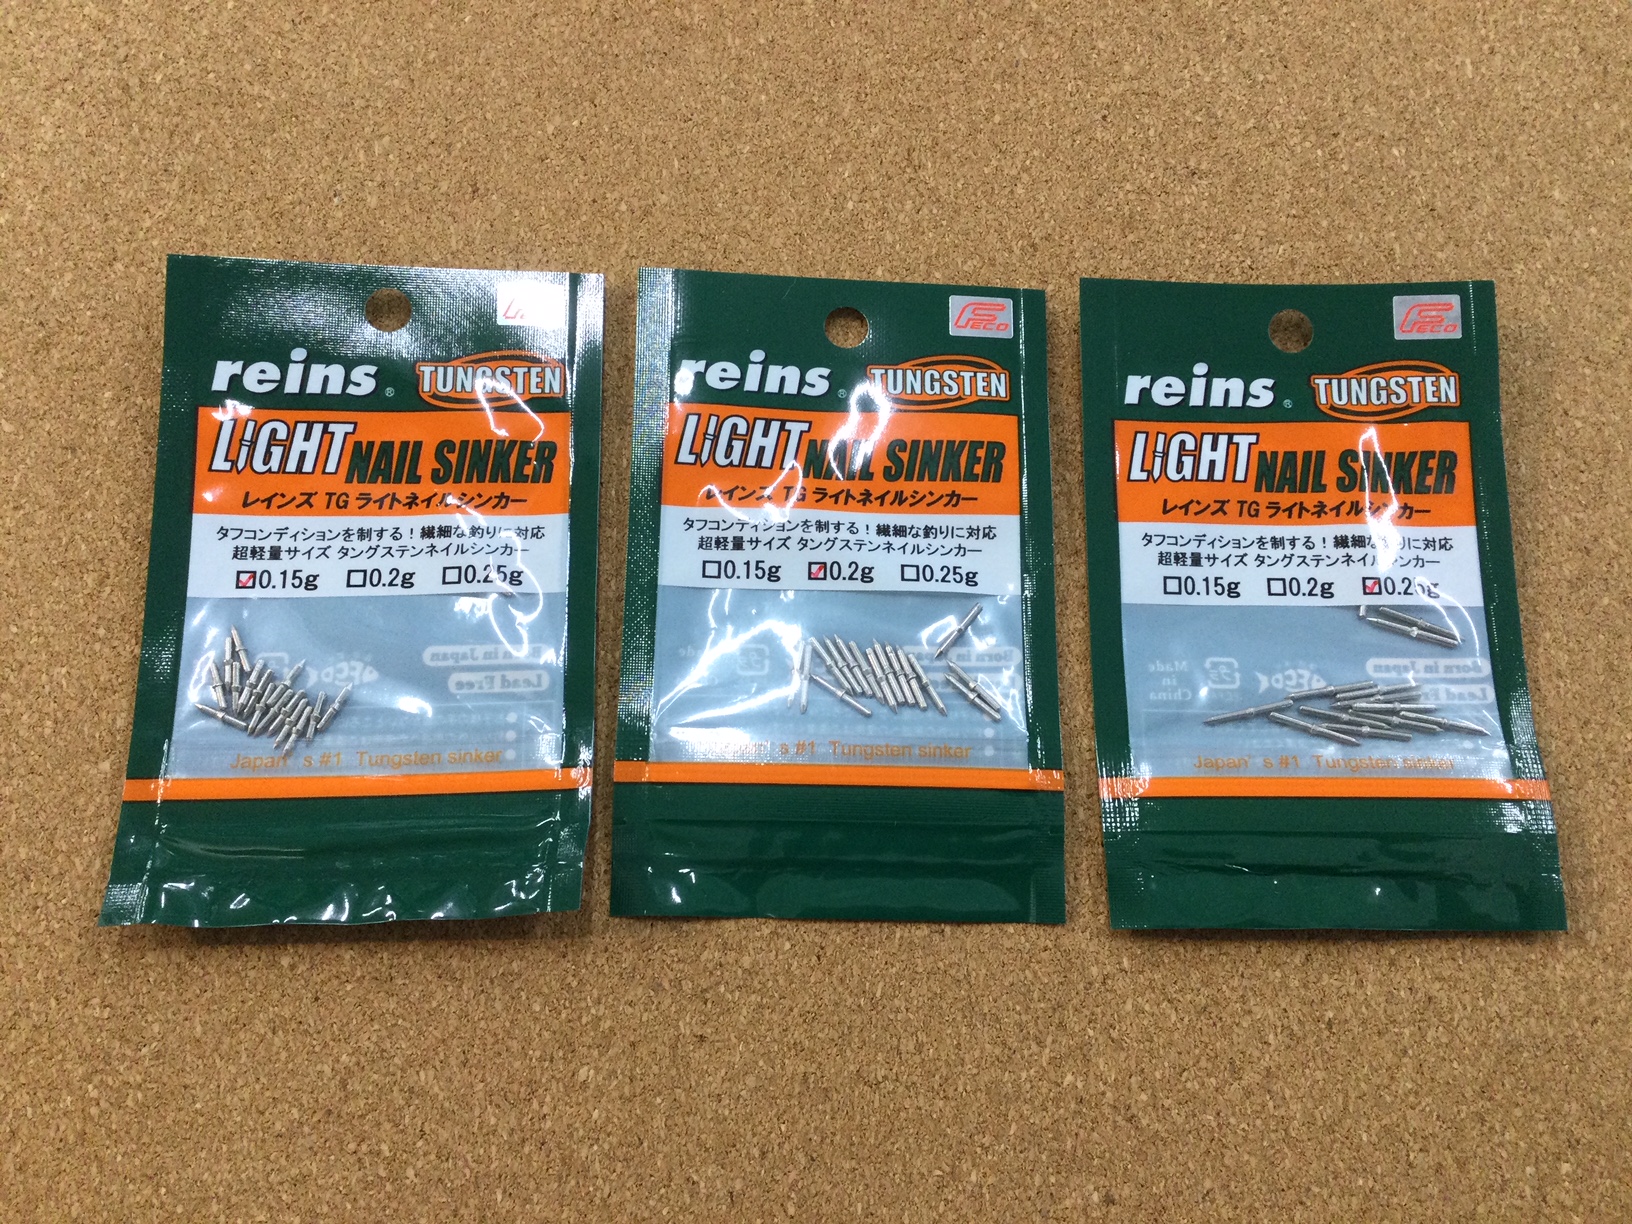 reins®
TUNGSTEN
LIGHT NAIL SINKER
レインズ TG ライトネイルシンカー
タフコンディションを制する！繊細な釣りに対応
超軽量サイズ タングステンネイルシンカー
☑0.15g □0.2g □0.25g
Japan's #1 Tungsten sinker
FECO
reins®
TUNGSTEN
LIGHT NAIL SINKER
レインズ TG ライトネイルシンカー
タフコンディションを制する！繊細な釣りに対応
超軽量サイズ タングステンネイルシンカー
□0.15g ☑0.2g □0.25g
s #1 Tungsten sinker
FECO
reins®
TUNGSTEN
LIGHT NAIL SINKER
レインズ TG ライトネイルシンカー
タフコンディションを制する！繊細な釣りに対応
超軽量サイズ タングステンネイルシンカー
□0.15g □0.2g ☑0.25g
Made in China
Born in Japan
Japan's #1 Tungsten sinker